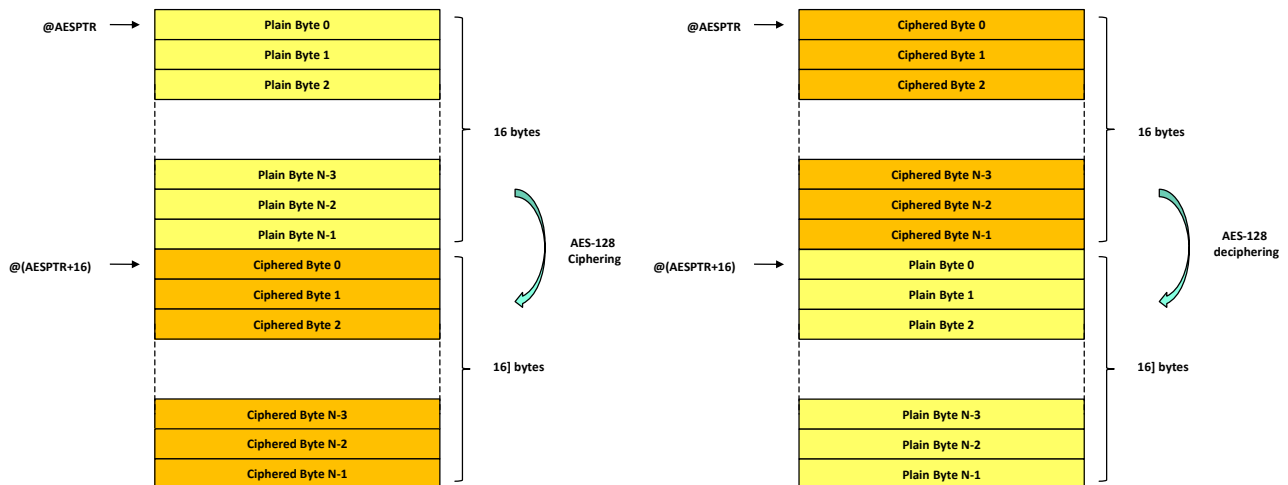 @AESPTR
Plain Byte 0
Plain Byte 1
Plain Byte 2
16 bytes
Plain Byte N-3
Plain Byte N-2
Plain Byte N-1
AES-128
Ciphering
@(AESPTR+16)
Ciphered Byte 0
Ciphered Byte 1
Ciphered Byte 2
16] bytes
Ciphered Byte N-3
Ciphered Byte N-2
Ciphered Byte N-1
@AESPTR
Ciphered Byte 0
Ciphered Byte 1
Ciphered Byte 2
16 bytes
Ciphered Byte N-3
Ciphered Byte N-2
Ciphered Byte N-1
AES-128
deciphering
@(AESPTR+16)
Plain Byte 0
Plain Byte 1
Plain Byte 2
16] bytes
Plain Byte N-3
Plain Byte N-2
Plain Byte N-1